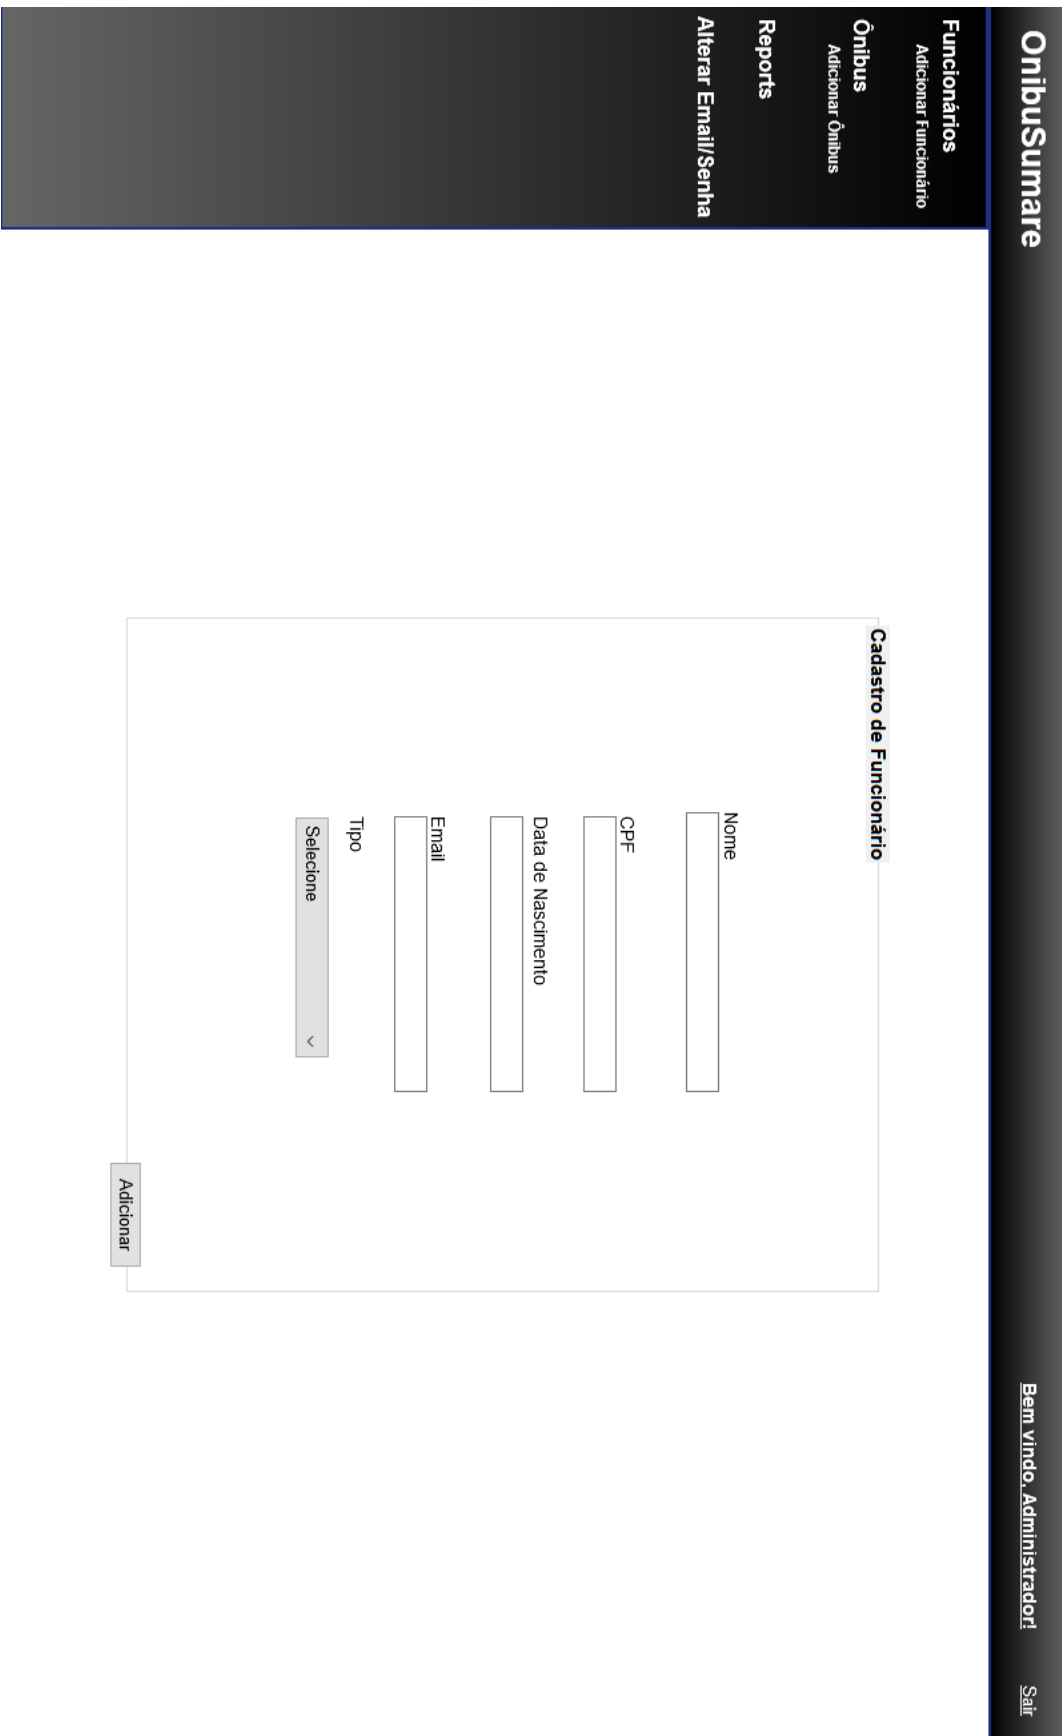 OnibuSumare
Bem vindo, Administrador!
Sair
Funcionários
Adicionar Funcionário
Ônibus
Adicionar Ônibus
Reports
Alterar Email/Senha
Cadastro de Funcionário
Nome
CPF
Data de Nascimento
Email
Tipo
Selecione
Adicionar